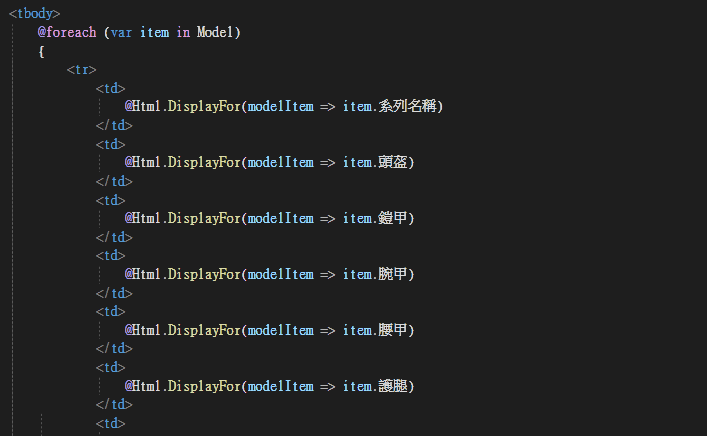 <tbody>
@foreach (var item in Model)
{
<tr>
<td>
@Html.DisplayFor(modelItem => item.系列名稱)
</td>
<td>
@Html.DisplayFor(modelItem => item.頭盔)
</td>
<td>
@Html.DisplayFor(modelItem => item.鎧甲)
</td>
<td>
@Html.DisplayFor(modelItem => item.腕甲)
</td>
<td>
@Html.DisplayFor(modelItem => item.腰甲)
</td>
<td>
@Html.DisplayFor(modelItem => item.護腿)
</td>
<td>